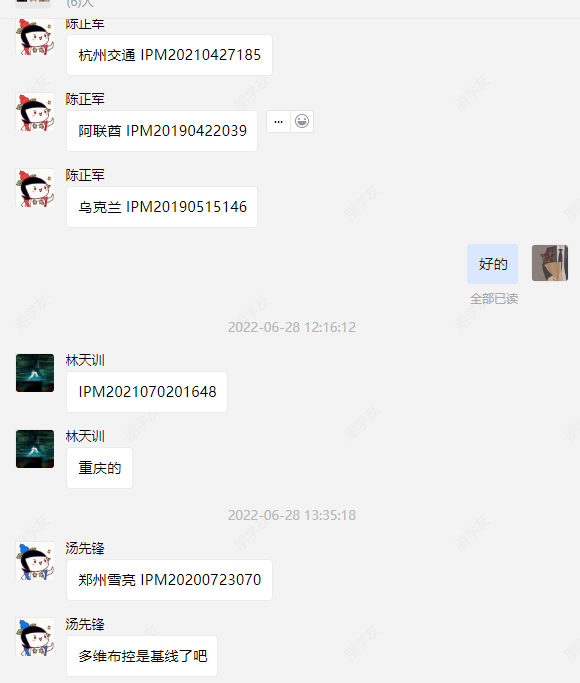 (6)人
陈正军
杭州交通 IPM20210427185
陈正军
阿联酋 IPM20190422039
陈正军
乌克兰 IPM20190515146
好的
全部已读
2022-06-28 12:16:12
林天训
IPM2021070201648
林天训
重庆的
2022-06-28 13:35:18
汤先锋
郑州雪亮 IPM20200723070
汤先锋
多维布控是基线了吧